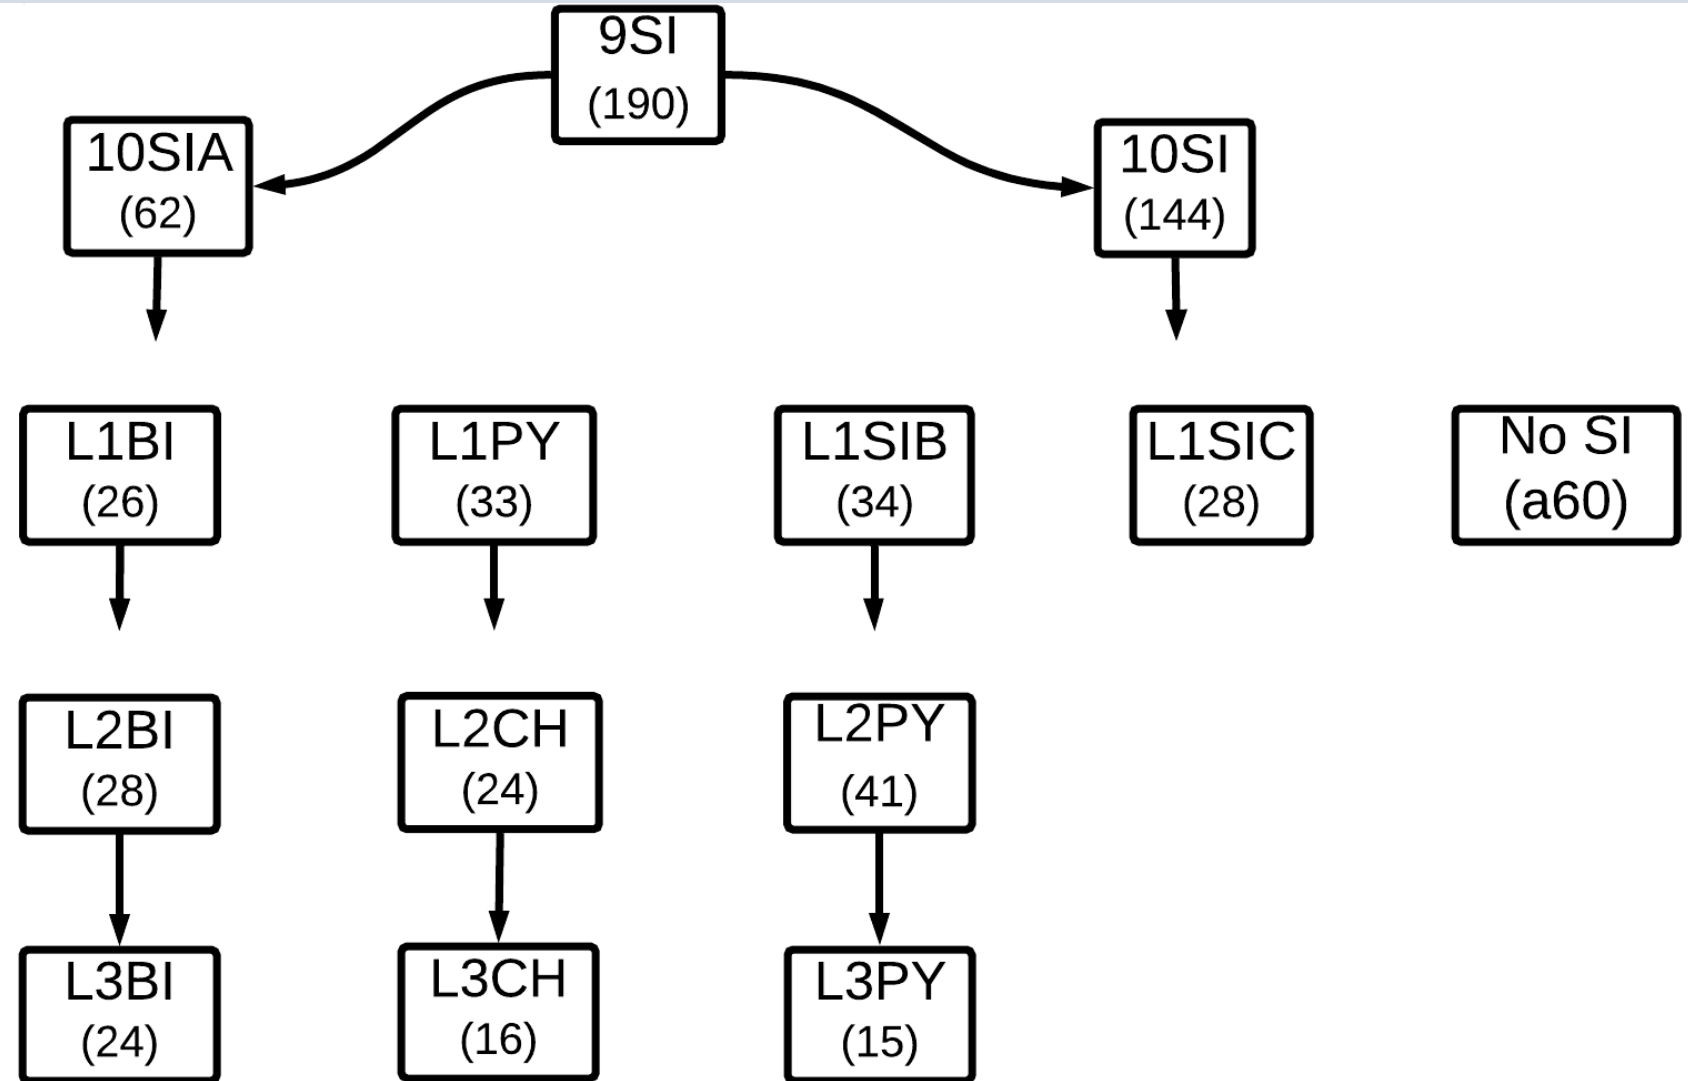 9SI
(190)
10SIA
(62)
10SI
(144)
L1BI
(26)
L1PY
(33)
L1SIB
(34)
L1SIC
(28)
No SI
(a60)
L2BI
(28)
L2CH
(24)
L2PY
(41)
L3BI
(24)
L3CH
(16)
L3PY
(15)